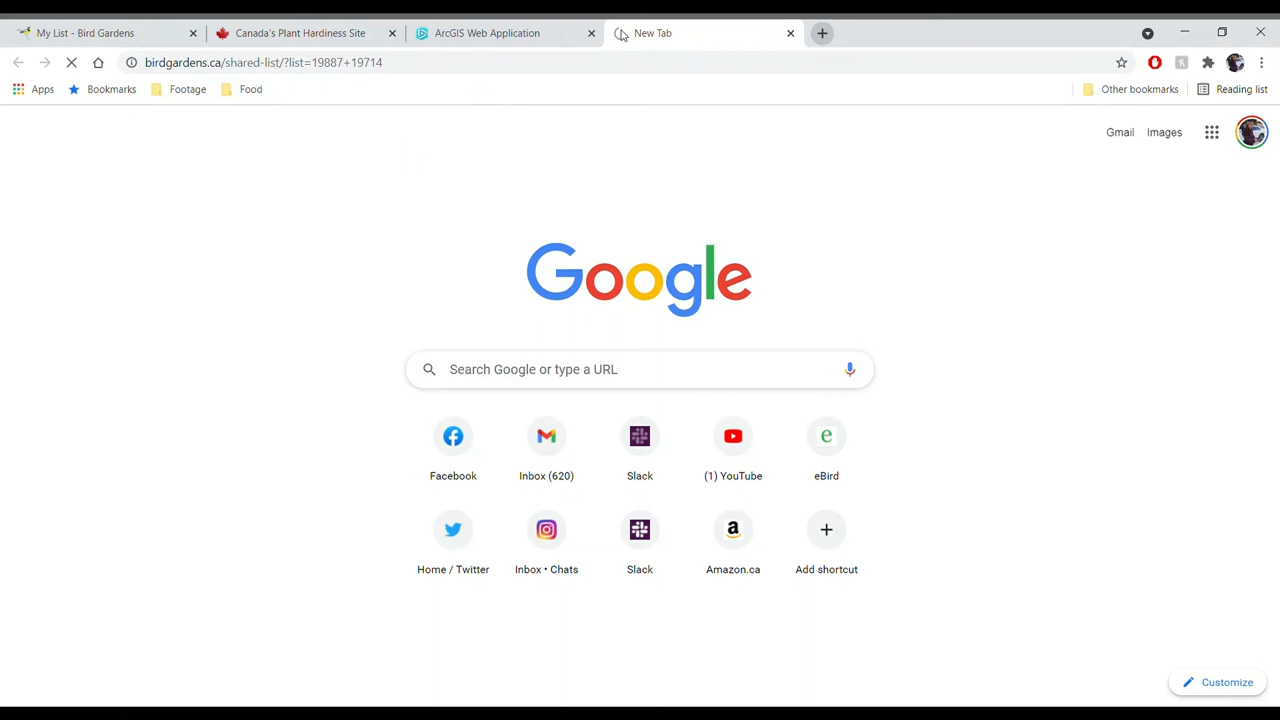 My List - Bird Gardens
Canada's Plant Hardiness Site
ArcGIS Web Application
New Tab
birdgardens.ca/shared-list/?list=19887+19714
Apps
Bookmarks
Footage
Food
Other bookmarks
Reading list
Gmail
Images
Google
Search Google or type a URL
Facebook
Inbox (620)
Slack
(1) YouTube
e
eBird
Home / Twitter
Inbox • Chats
Slack
a
Amazon.ca
Add shortcut
Customize